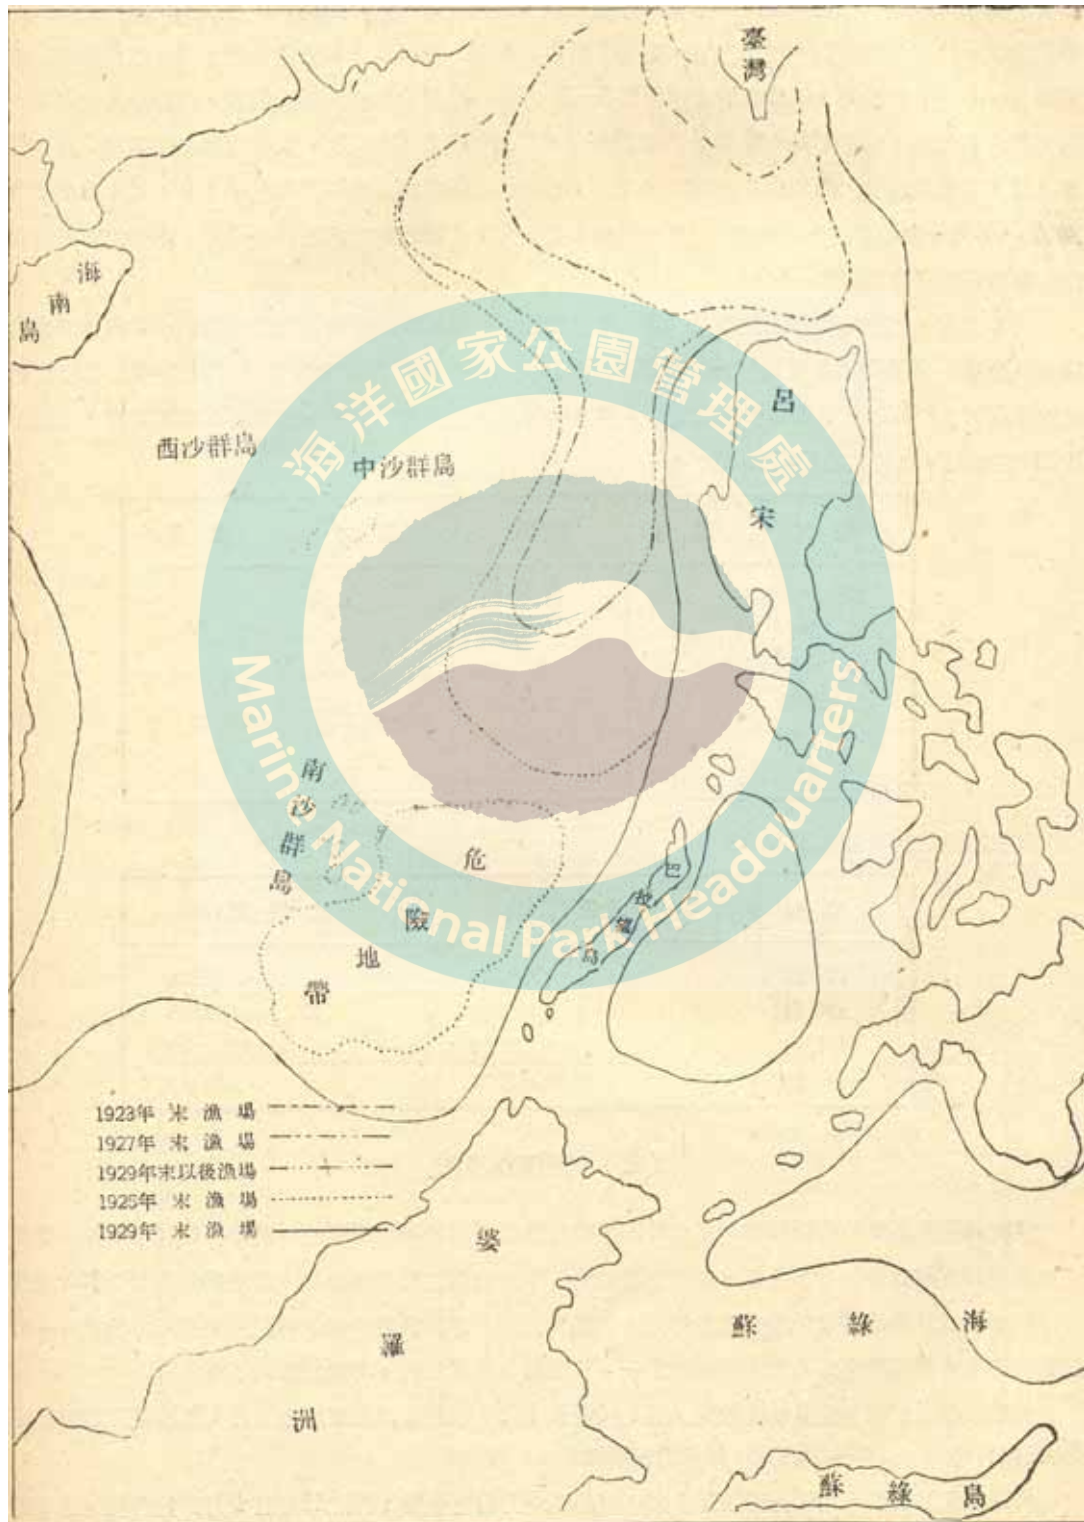 臺灣
海南島
海洋國家公園管理處
呂宋
西沙群島
中沙群島
Marine National Park Headquarters
南沙群島
危險地帶
巴拉望島
1923年 末 漁 場
1927年 末 漁 場
1929年末以後漁場
1925年 末 漁 場
1929年 末 漁 場
婆羅洲
蘇綠海
蘇綠島